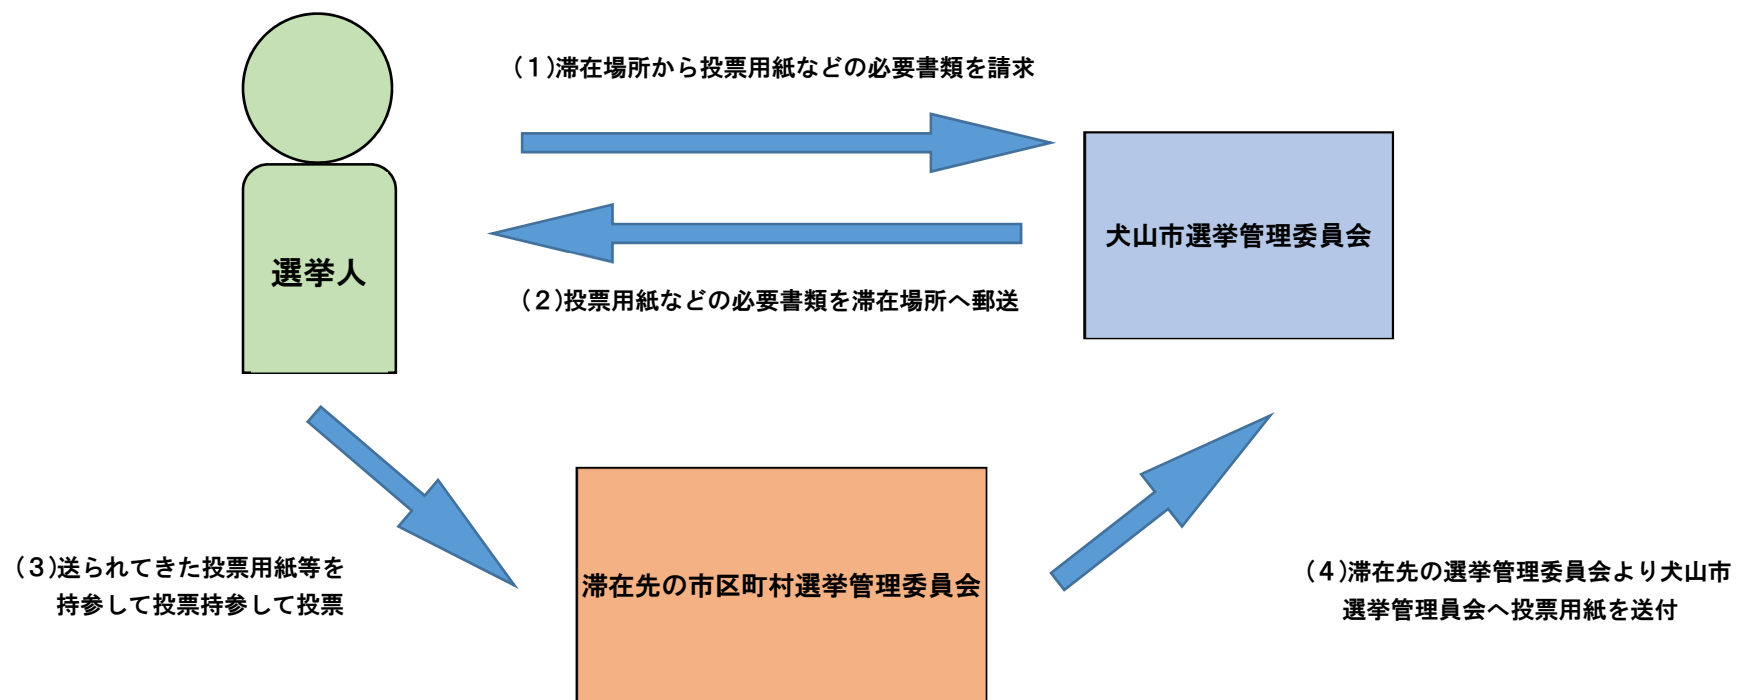 (1)滞在場所から投票用紙などの必要書類を請求
犬山市選挙管理委員会
選挙人
(2)投票用紙などの必要書類を滞在場所へ郵送
(3)送られてきた投票用紙等を
持参して投票持参して投票
滞在先の市区町村選挙管理委員会
(4)滞在先の選挙管理委員会より犬山市
選挙管理員会へ投票用紙を送付